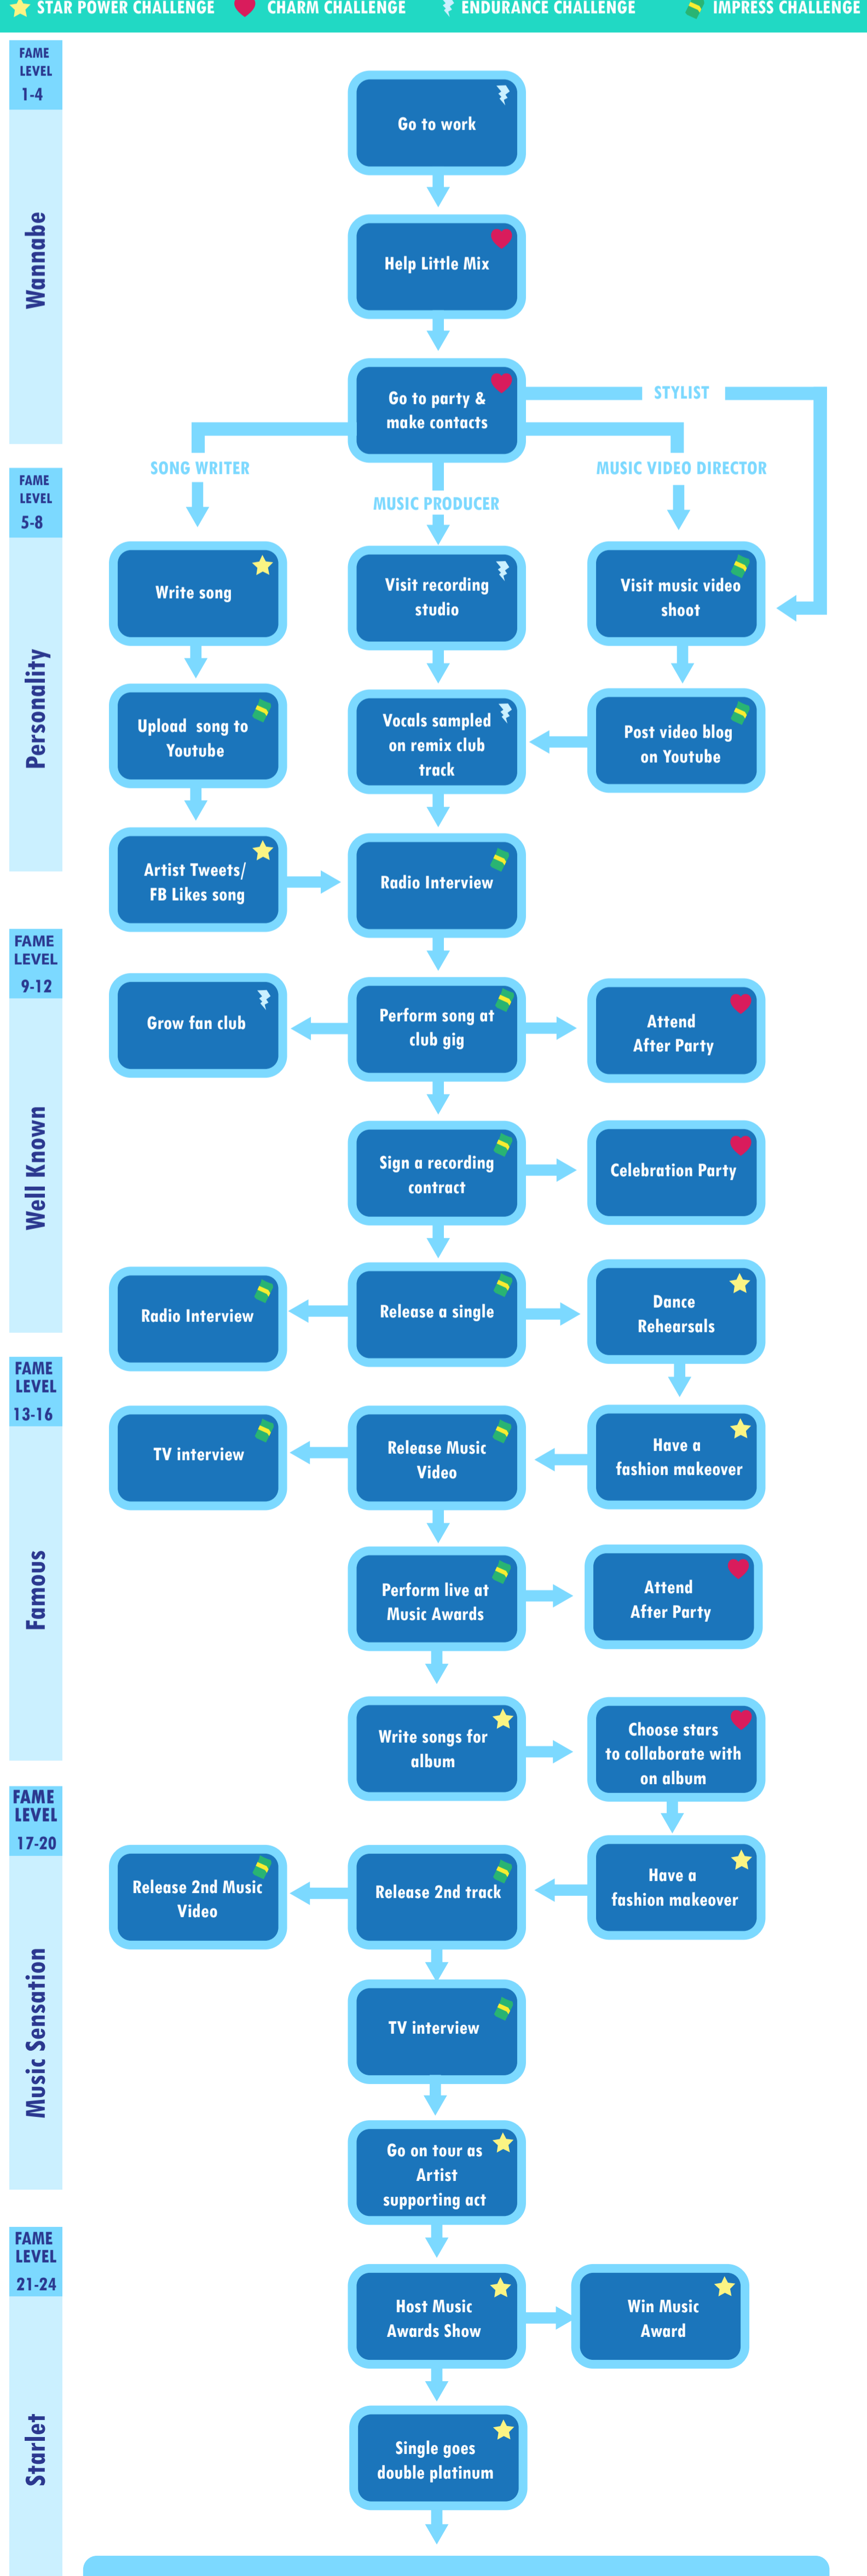 STAR POWER CHALLENGE
CHARM CHALLENGE
ENDURANCE CHALLENGE
IMPRESS CHALLENGE
FAME
LEVEL
1-4
Wannabe
Go to work
Help Little Mix
Go to party &
make contacts
STYLIST
SONG WRITER
MUSIC PRODUCER
MUSIC VIDEO DIRECTOR
FAME
LEVEL
5-8
Personality
Write song
Visit recording
studio
Visit music video
shoot
Upload song to
Youtube
Vocals sampled
on remix club
track
Post video blog
on Youtube
Artist Tweets/
FB Likes song
Radio Interview
FAME
LEVEL
9-12
Well Known
Grow fan club
Perform song at
club gig
Attend
After Party
Sign a recording
contract
Celebration Party
Radio Interview
Release a single
Dance
Rehearsals
FAME
LEVEL
13-16
Famous
TV interview
Release Music
Video
Have a
fashion makeover
Perform live at
Music Awards
Attend
After Party
Write songs for
album
Choose stars
to collaborate with
on album
FAME
LEVEL
17-20
Music Sensation
Release 2nd Music
Video
Release 2nd track
Have a
fashion makeover
TV interview
Go on tour as
Artist
supporting act
FAME
LEVEL
21-24
Starlet
Host Music
Awards Show
Win Music
Award
Single goes
double platinum